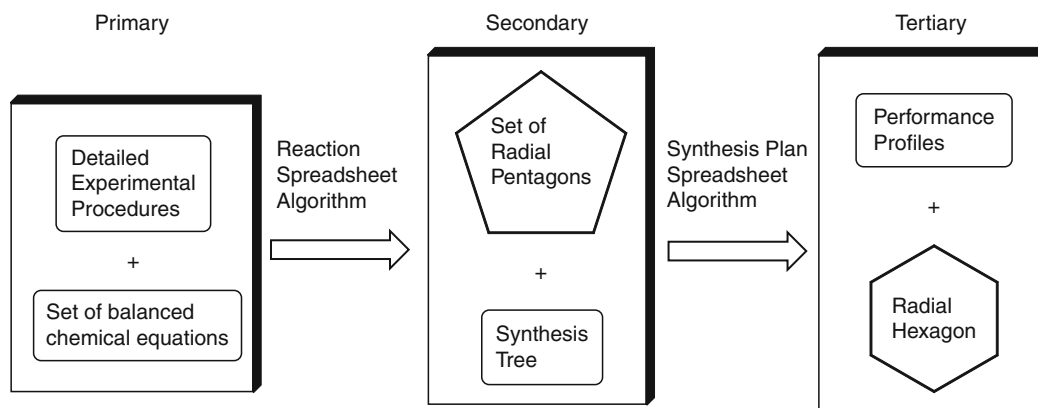 Primary
Secondary
Tertiary
Detailed
Experimental
Procedures
+
Set of balanced
chemical equations
Reaction
Spreadsheet
Algorithm
Set of
Radial
Pentagons
+
Synthesis
Tree
Synthesis Plan
Spreadsheet
Algorithm
Performance
Profiles
+
Radial
Hexagon